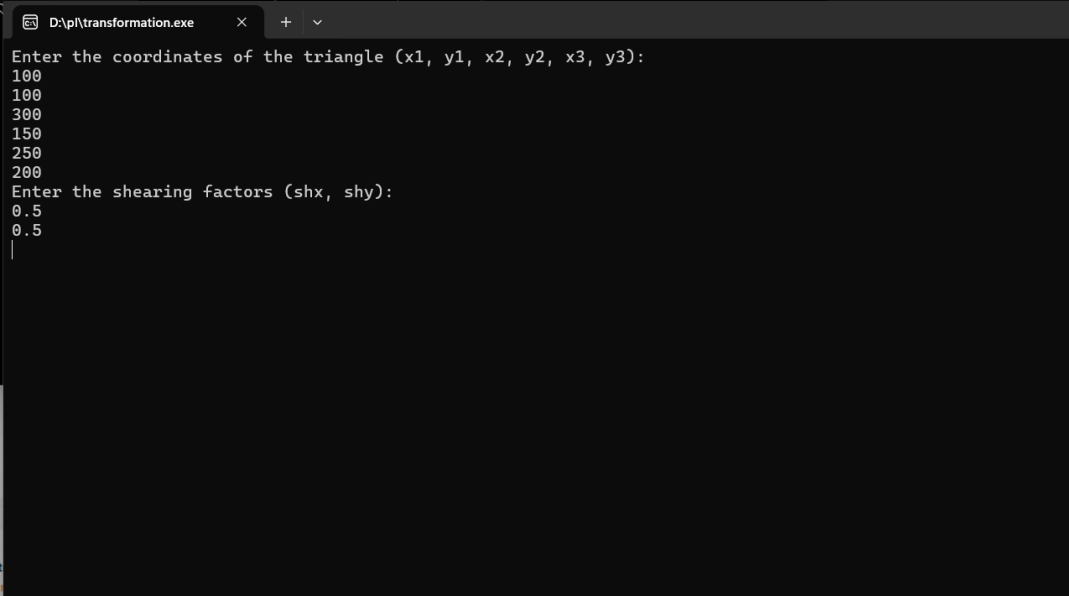 D:\pl\transformation.exe
Enter the coordinates of the triangle (x1, y1, x2, y2, x3, y3):
100
100
300
150
250
200
Enter the shearing factors (shx, shy):
0.5
0.5